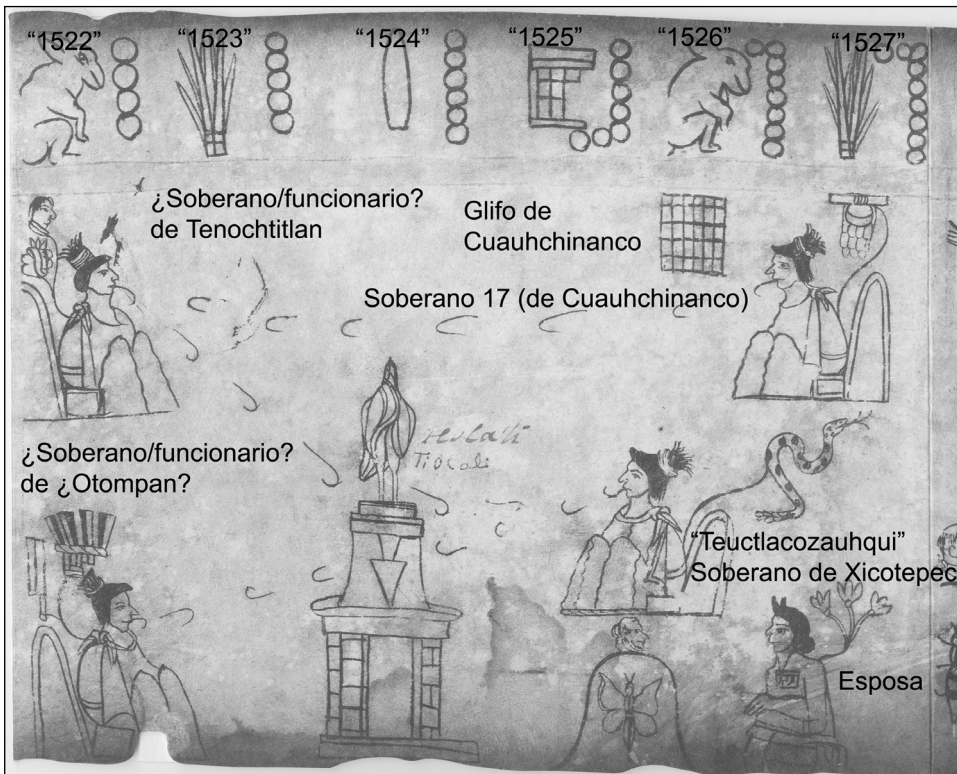 “1522” “1523” “1524” “1525” “1526” “1527”
¿Soberano/funcionario?
de Tenochtitlan
Glifo de
Cuauhchinanco
Soberano 17 (de Cuauhchinanco)
¿Soberano/funcionario?
de ¿Otompan?
“Teuctlacozauhqui”
Soberano de Xicotepec
Esposa